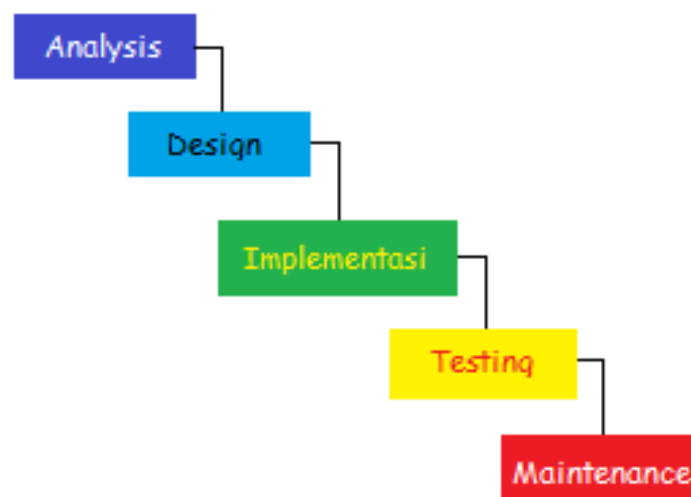 Analysis
Design
Implementasi
Testing
Maintenance